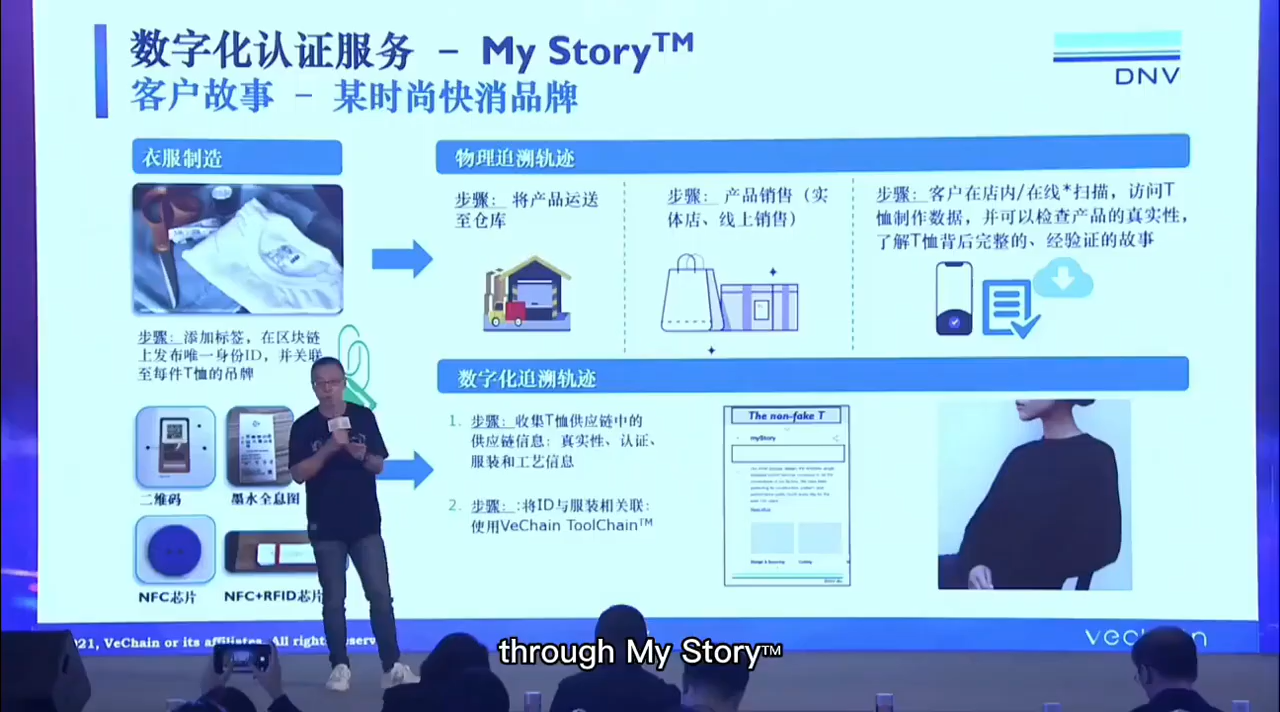 数字化认证服务 – My Story™
客户故事 – 某时尚快消品牌
DNV
衣服制造
步骤：添加标签，在区块链
上发布唯一身份ID，并关联
至每件T恤的吊牌
二维码
墨水全息图
NFC芯片
NFC+RFID芯片
物理追溯轨迹
步骤：将产品运送
至仓库
步骤：产品销售（实
体店、线上销售）
步骤：客户在店内/在线*扫描，访问T
恤制作数据，并可以检查产品的真实性，
了解T恤背后完整的、经验证的故事
数字化追溯轨迹
1. 步骤：收集T恤供应链中的
供应链信息：真实性、认证、
服装和工艺信息
2. 步骤：:将ID与服装相关联：
使用VeChain ToolChain™
The non-fake T
myStory
021, VeChain or its affiliates. All rights reserv
vechain
through My Story™